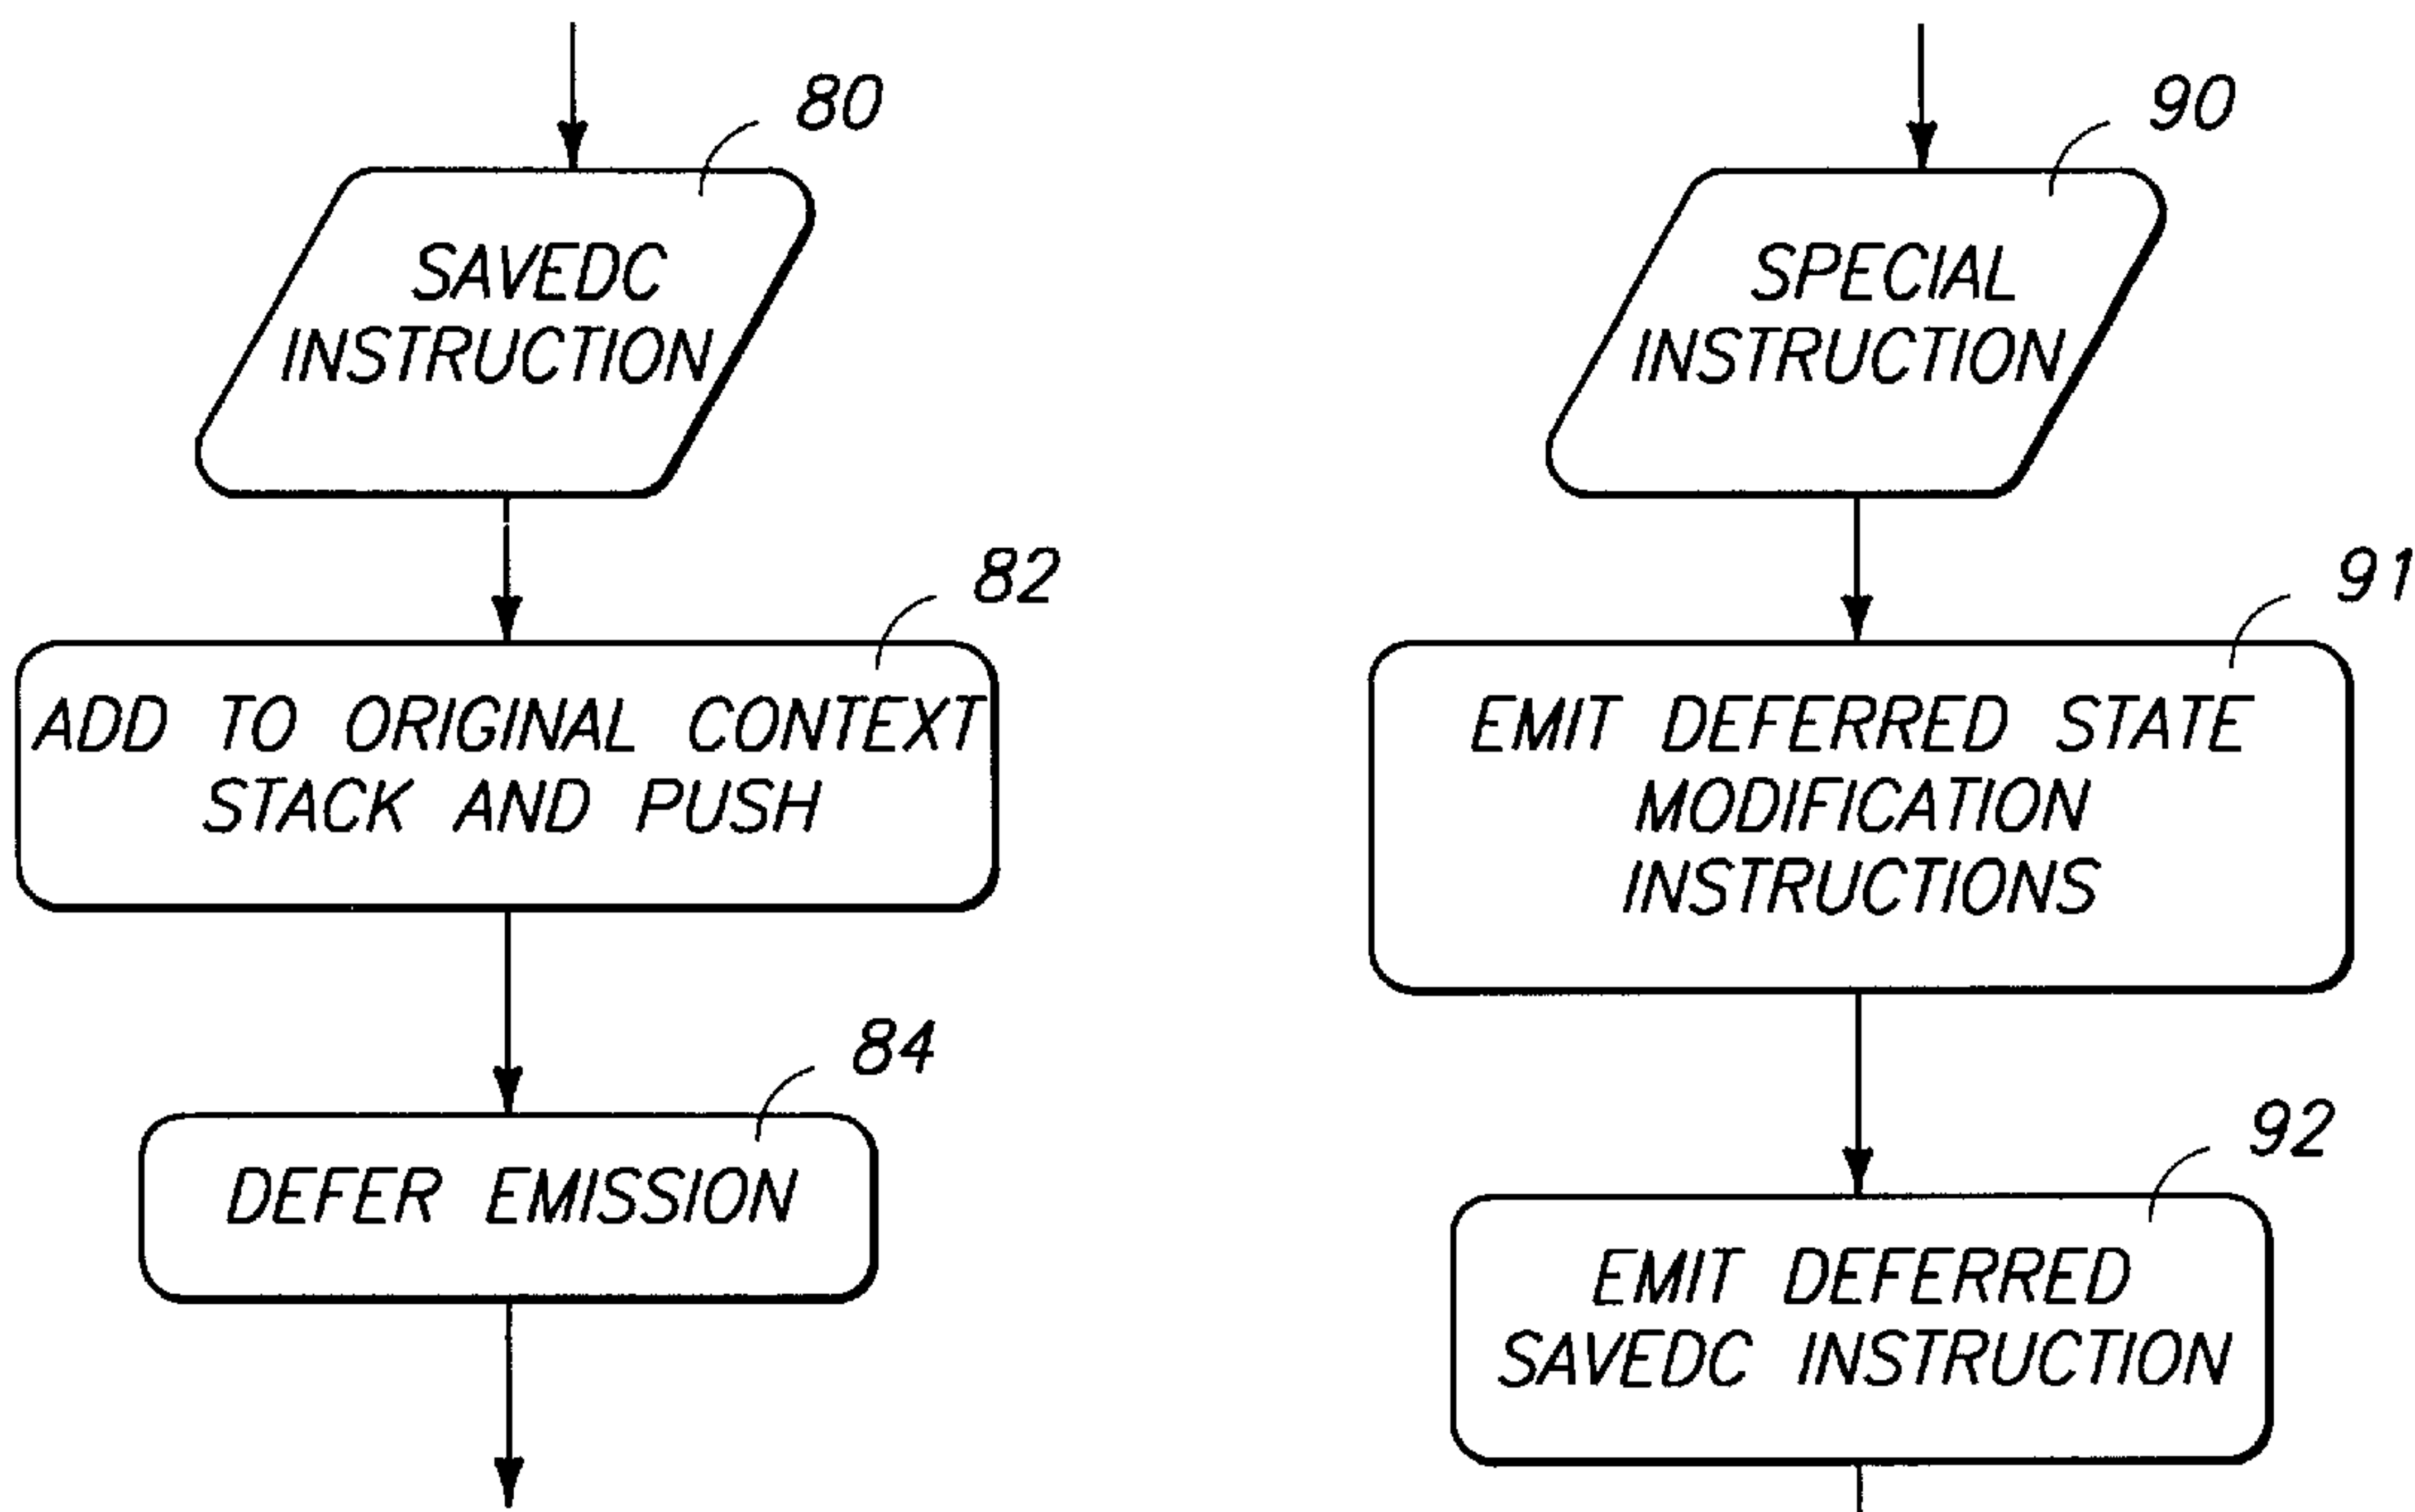 80
SAVEDC
INSTRUCTION
82
ADD TO ORIGINAL CONTEXT
STACK AND PUSH
84
DEFER EMISSION
90
SPECIAL
INSTRUCTION
91
EMIT DEFERRED STATE
MODIFICATION
INSTRUCTIONS
92
EMIT DEFERRED
SAVEDC INSTRUCTION